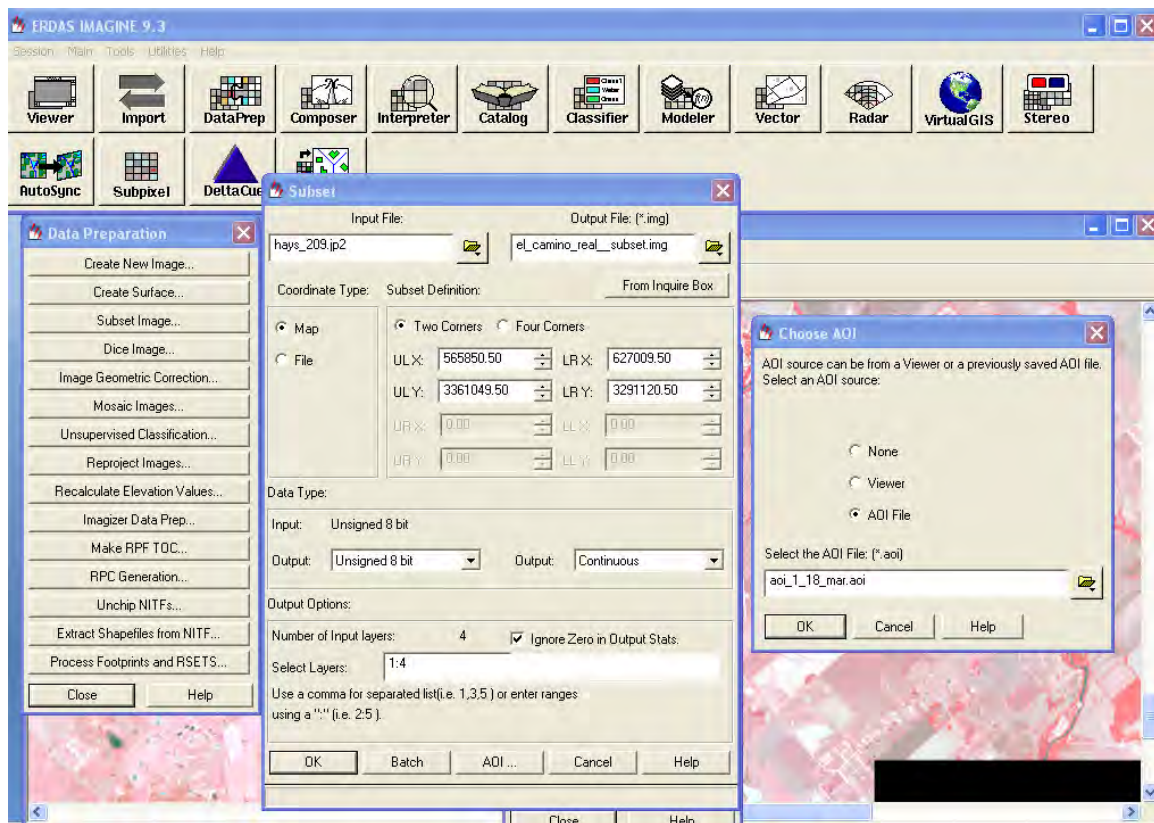 ERDAS IMAGINE 9.3
Session Main Tools Utilities Help
Viewer Import DataPrep Composer Interpreter Catalog Classifier Modeler Vector Radar VirtualGIS Stereo
AutoSync Subpixel DeltaCue
Data Preparation
Create New Image...
Create Surface...
Subset Image...
Dice Image...
Image Geometric Correction...
Mosaic Images...
Unsupervised Classification...
Reproject Images...
Recalculate Elevation Values...
Imagizer Data Prep...
Make RPF TOC...
RPC Generation...
Unchip NITFs...
Extract Shapefiles from NITF...
Process Footprints and RSETS...
Close Help
Subset
Input File: Output File: (*.img)
hays_209.jp2 el_camino_real__subset.img
Coordinate Type: Subset Definition: From Inquire Box
Map Two Corners Four Corners
File UL X: 565850.50 LR X: 627009.50
UL Y: 3361049.50 LR Y: 3291120.50
UR X: 0.00 LL X: 0.00
UR Y: 0.00 LL Y: 0.00
Data Type:
Input: Unsigned 8 bit
Output: Unsigned 8 bit Output: Continuous
Output Options:
Number of Input layers: 4 Ignore Zero in Output Stats.
Select Layers: 1:4
Use a comma for separated list(i.e. 1,3,5 ) or enter ranges
using a ":" (i.e. 2:5 ).
OK Batch AOI ... Cancel Help
Choose AOI
AOI source can be from a Viewer or a previously saved AOI file.
Select an AOI source:
None
Viewer
AOI File
Select the AOI File: (*.aoi)
aoi_1_18_mar.aoi
OK Cancel Help
Close Help